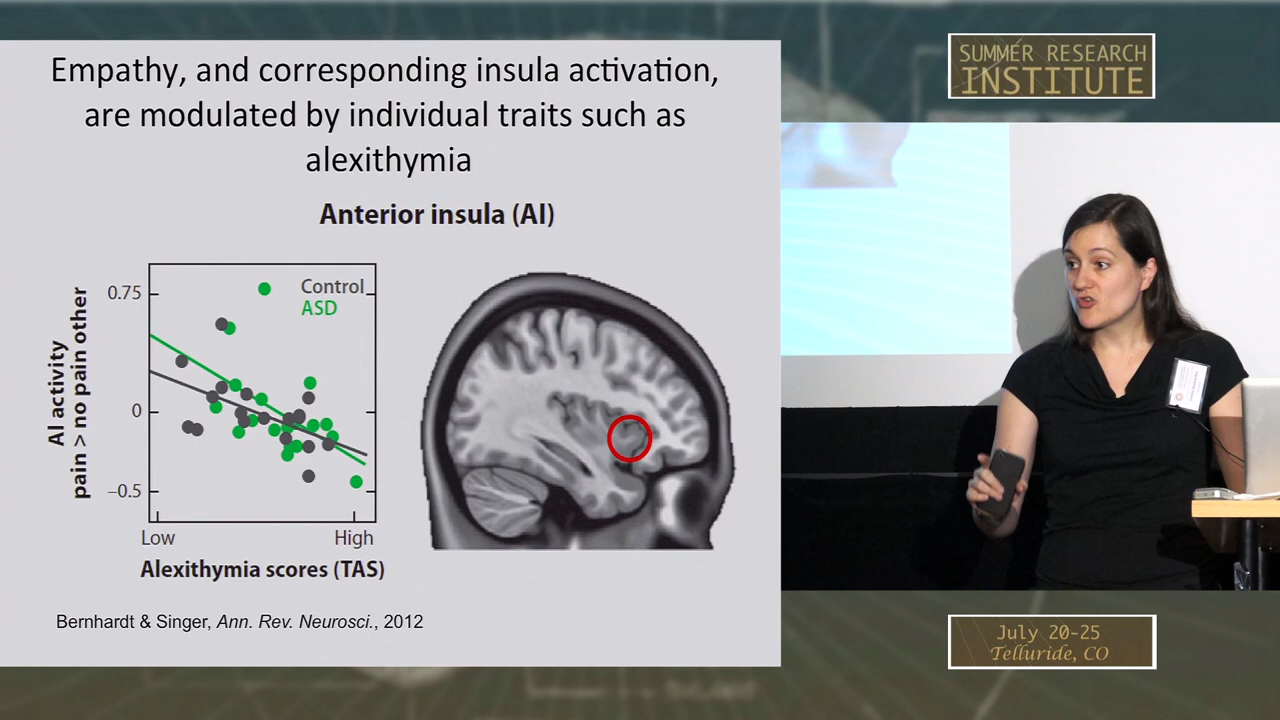 Empathy, and corresponding insula activation,
are modulated by individual traits such as
alexithymia
Anterior insula (AI)
AI activity
pain > no pain other
0.75
0
–0.5
Control
ASD
Low
High
Alexithymia scores (TAS)
Bernhardt & Singer, Ann. Rev. Neurosci., 2012
SUMMER RESEARCH
INSTITUTE
July 20-25
Telluride, CO